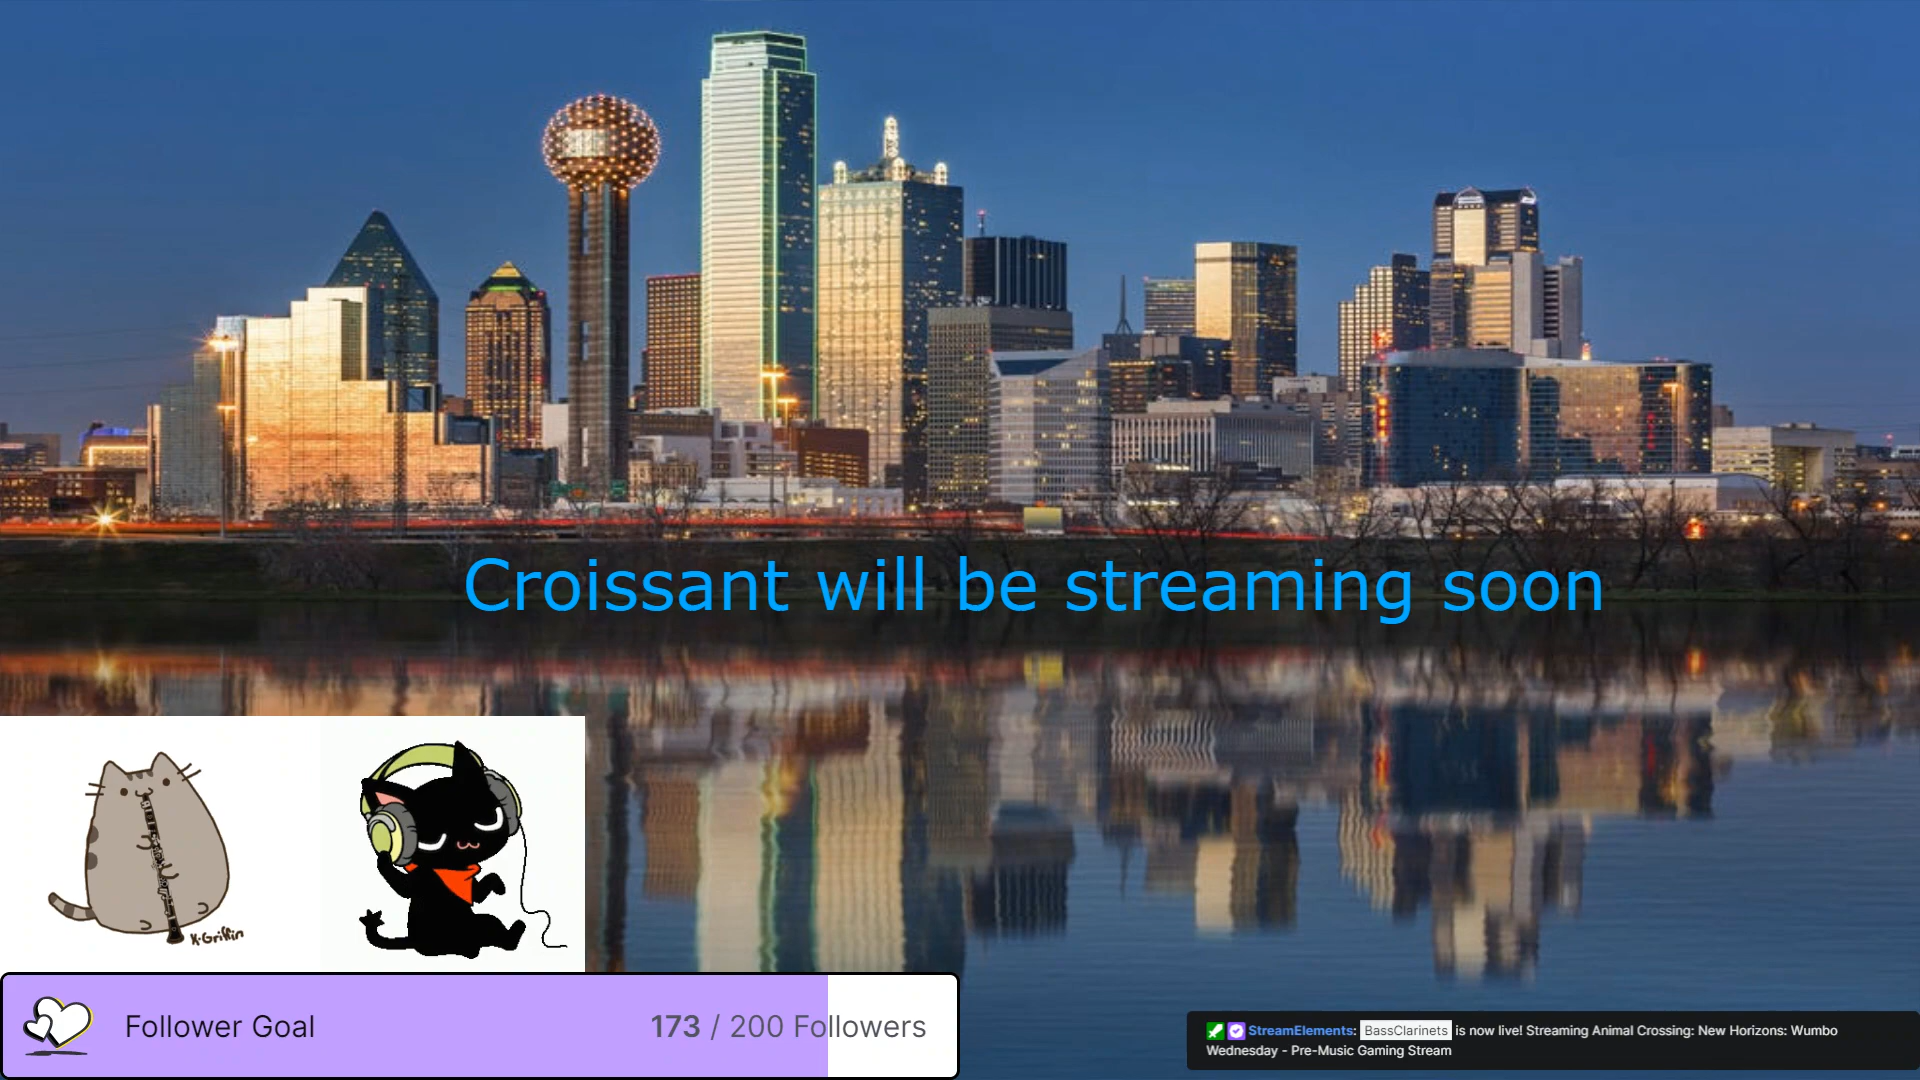 Croissant will be streaming soon
K.Griffin
Follower Goal
173 / 200 Followers
StreamElements: BassClarinets is now live! Streaming Animal Crossing: New Horizons: Wumbo
Wednesday - Pre-Music Gaming Stream